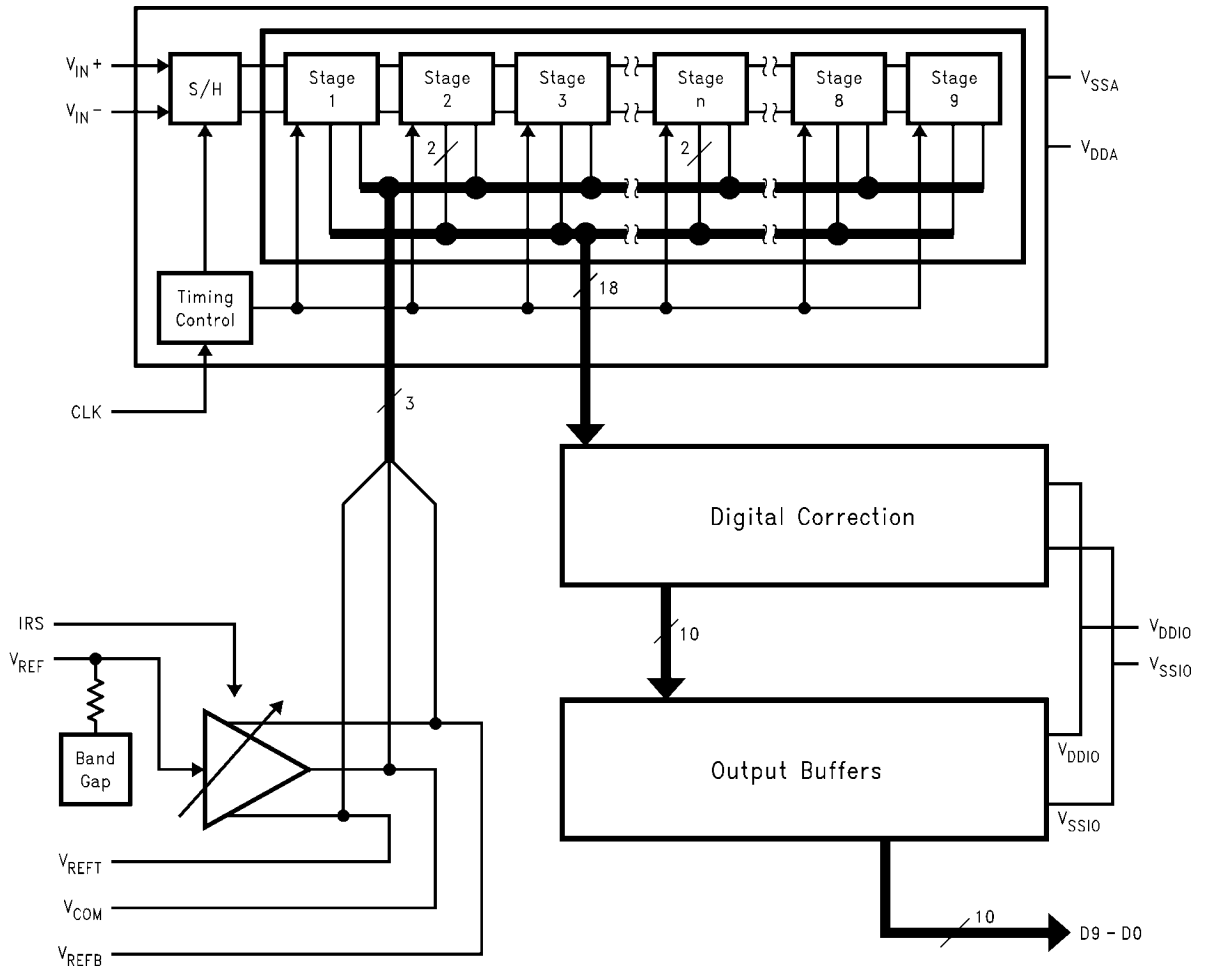 V_IN+
V_IN-
S/H
Stage 1
Stage 2
Stage 3
Stage n
Stage 8
Stage 9
V_SSA
V_DDA
2
2
Timing Control
18
CLK
3
Digital Correction
IRS
V_REF
10
V_DDIO
V_SSIO
Band Gap
Output Buffers
V_DDIO
V_SSIO
V_REFT
V_COM
V_REFB
10
D9 - D0